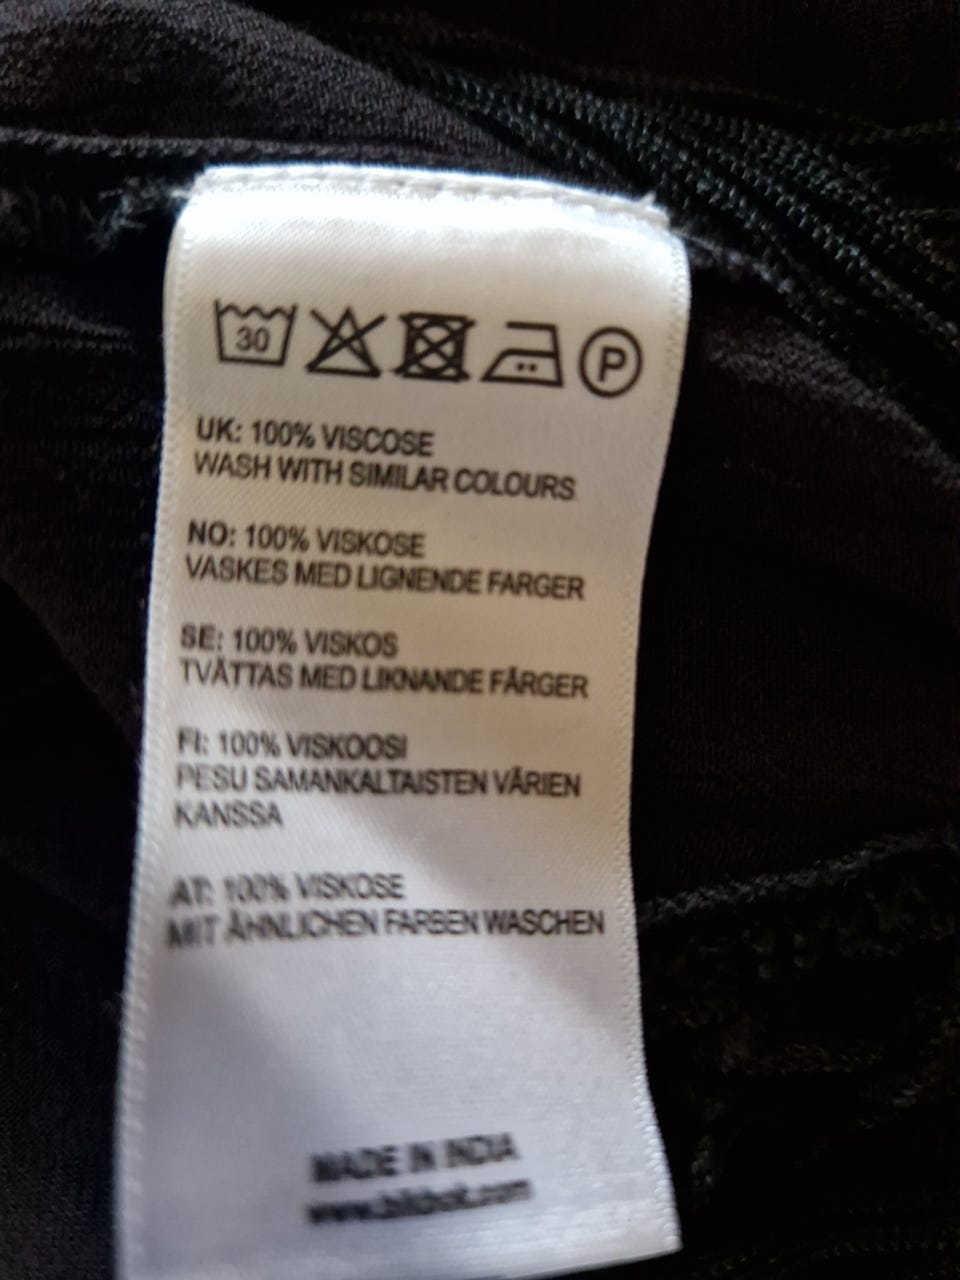 30 P
UK: 100% VISCOSE
WASH WITH SIMILAR COLOURS
NO: 100% VISKOSE
VASKES MED LIGNENDE FARGER
SE: 100% VISKOS
TVÄTTAS MED LIKNANDE FÄRGER
FI: 100% VISKOOSI
PESU SAMANKALTAISTEN VÄRIEN
KANSSA
AT: 100% VISKOSE
MIT ÄHNLICHEN FARBEN WASCHEN
MADE IN INDIA